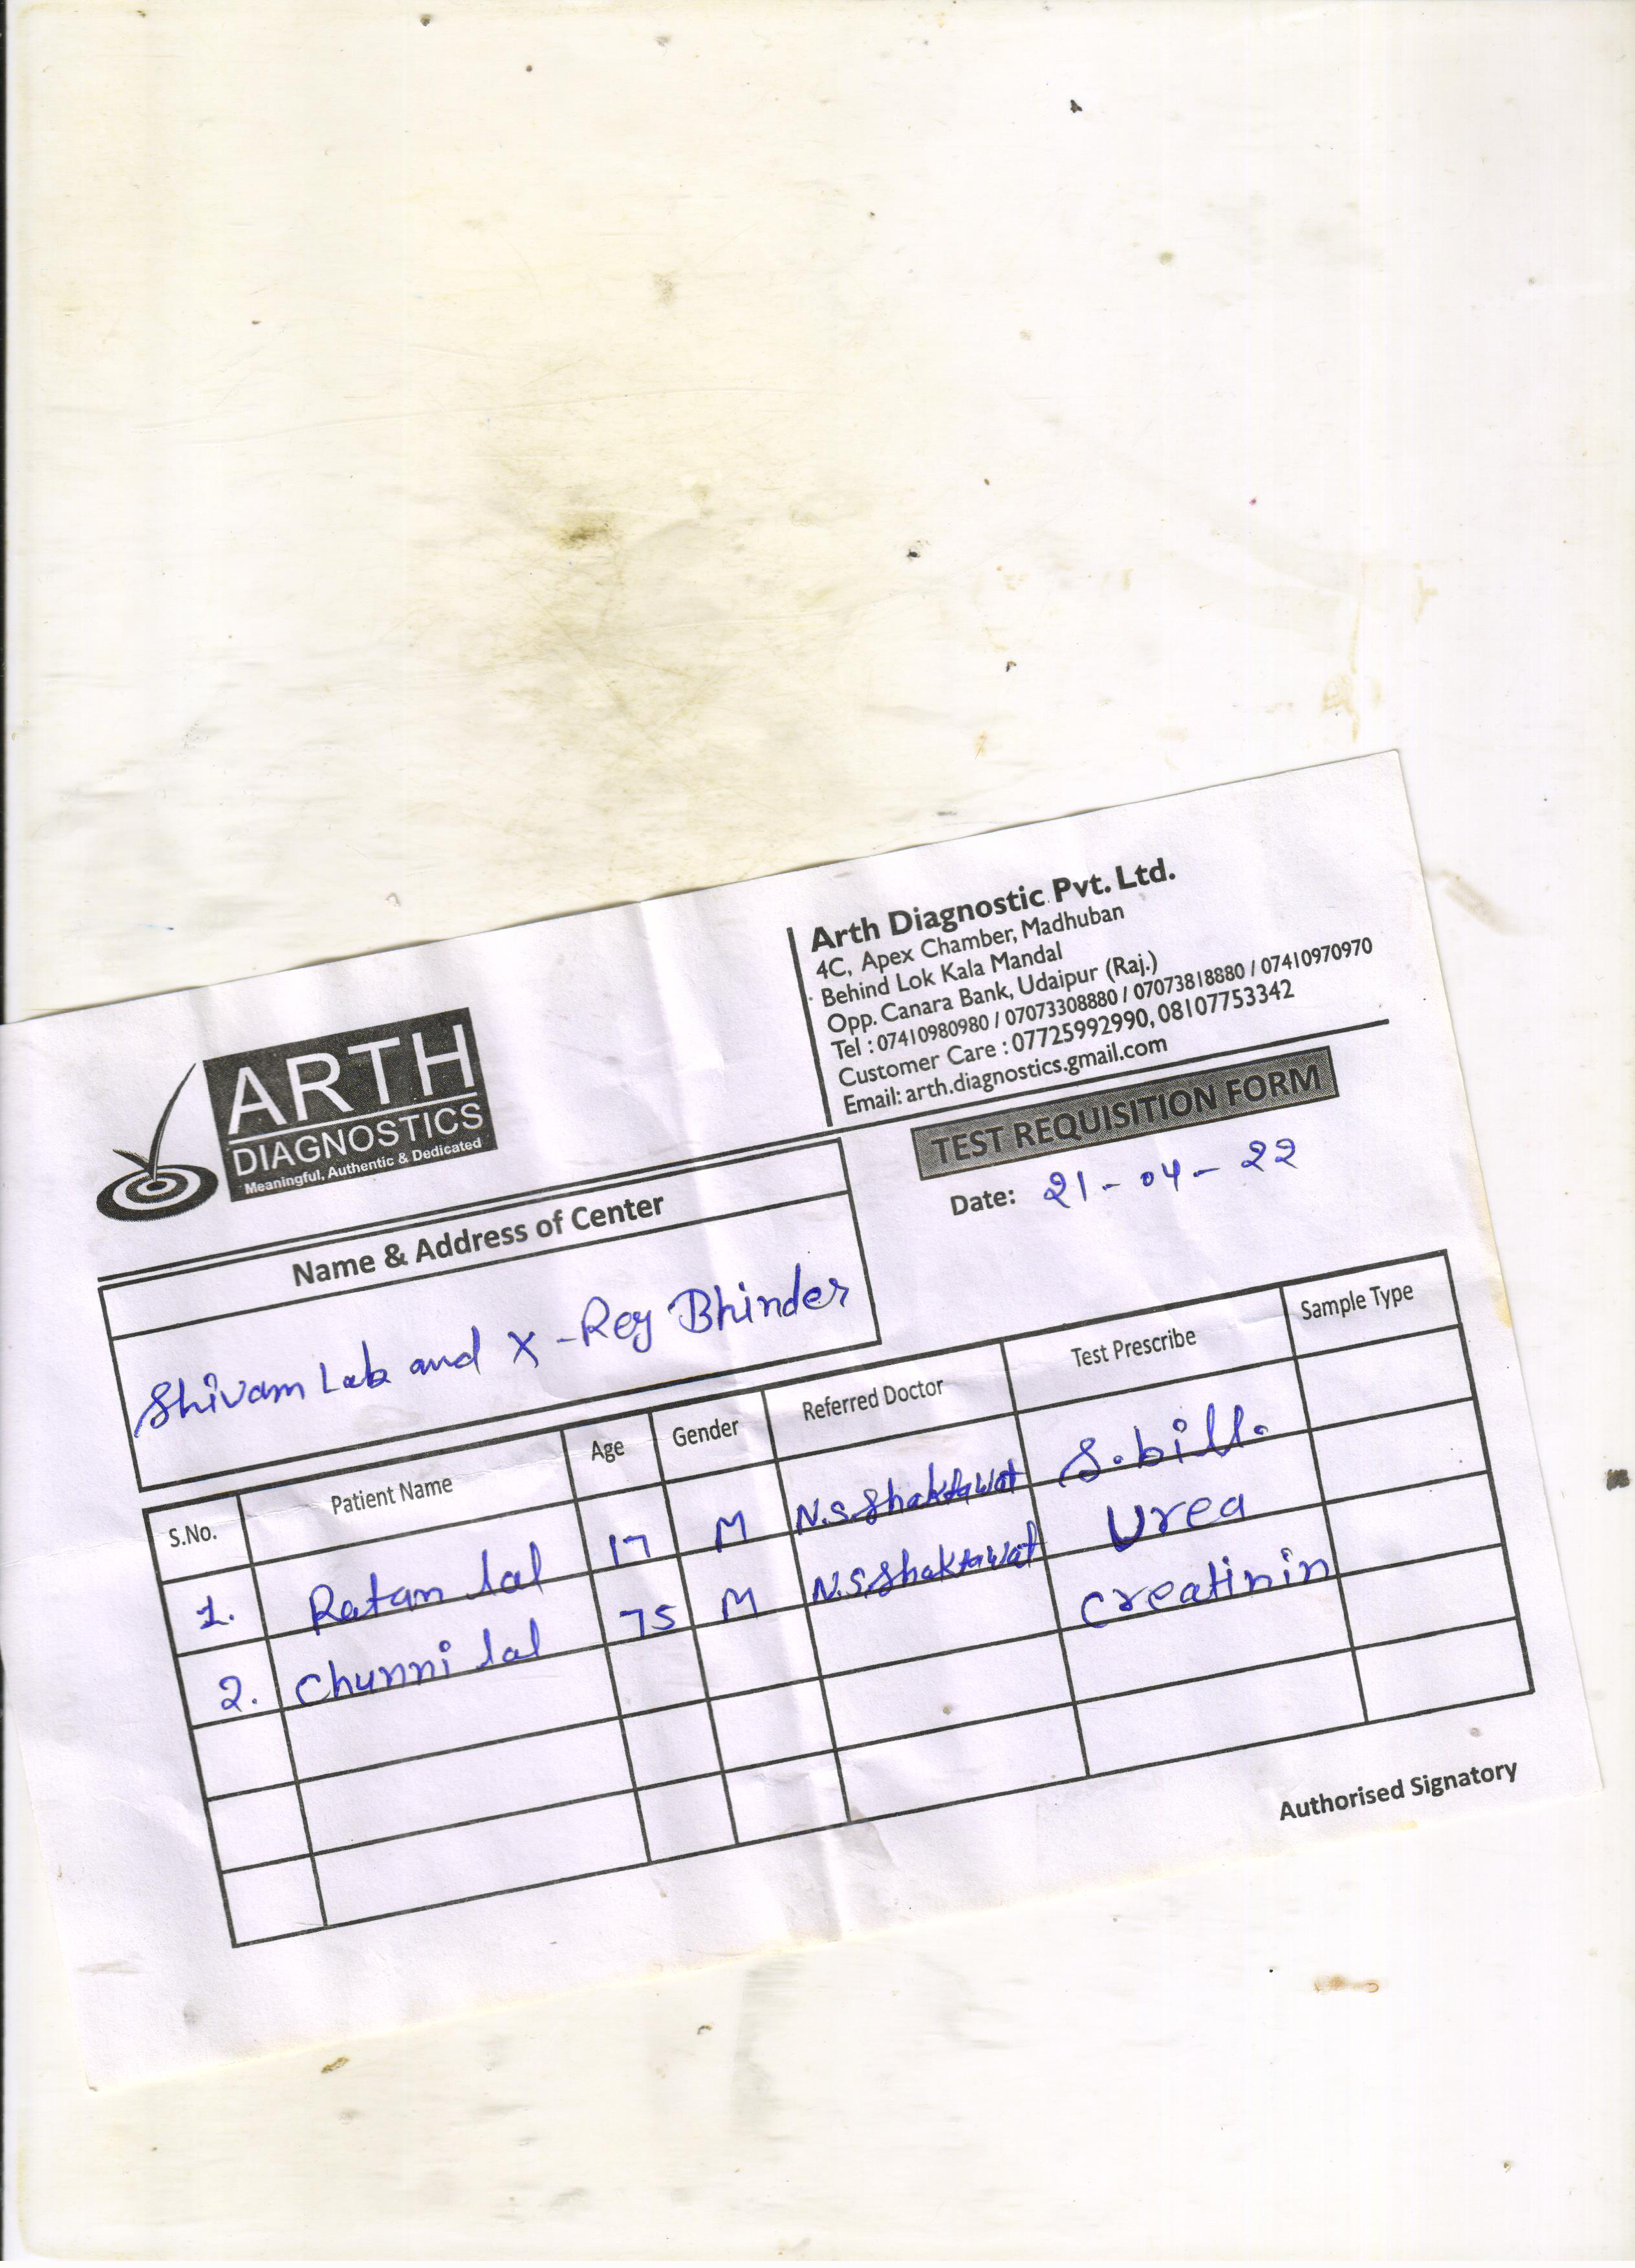 ARTH
DIAGNOSTICS
Meaningful, Authentic & Dedicated
Arth Diagnostic Pvt. Ltd.
4C, Apex Chamber, Madhuban
Behind Lok Kala Mandal
Opp. Canara Bank, Udaipur (Raj.)
Tel : 07410980980 / 07073308880 / 07073818880 / 07410970970
Customer Care : 07725992990, 08107753342
Email: arth.diagnostics.gmail.com
TEST REQUISITION FORM
Date: 21-04-22
Name & Address of Center
Shivam Lab and X-Rey Bhinder
S.No. Patient Name Age Gender Referred Doctor Test Prescribe Sample Type
1. Ratan lal 17 M N.S.Shaktawat S.bill.
2. Chunni lal 75 M N.S.Shaktawat Urea
Creatinin
Authorised Signatory